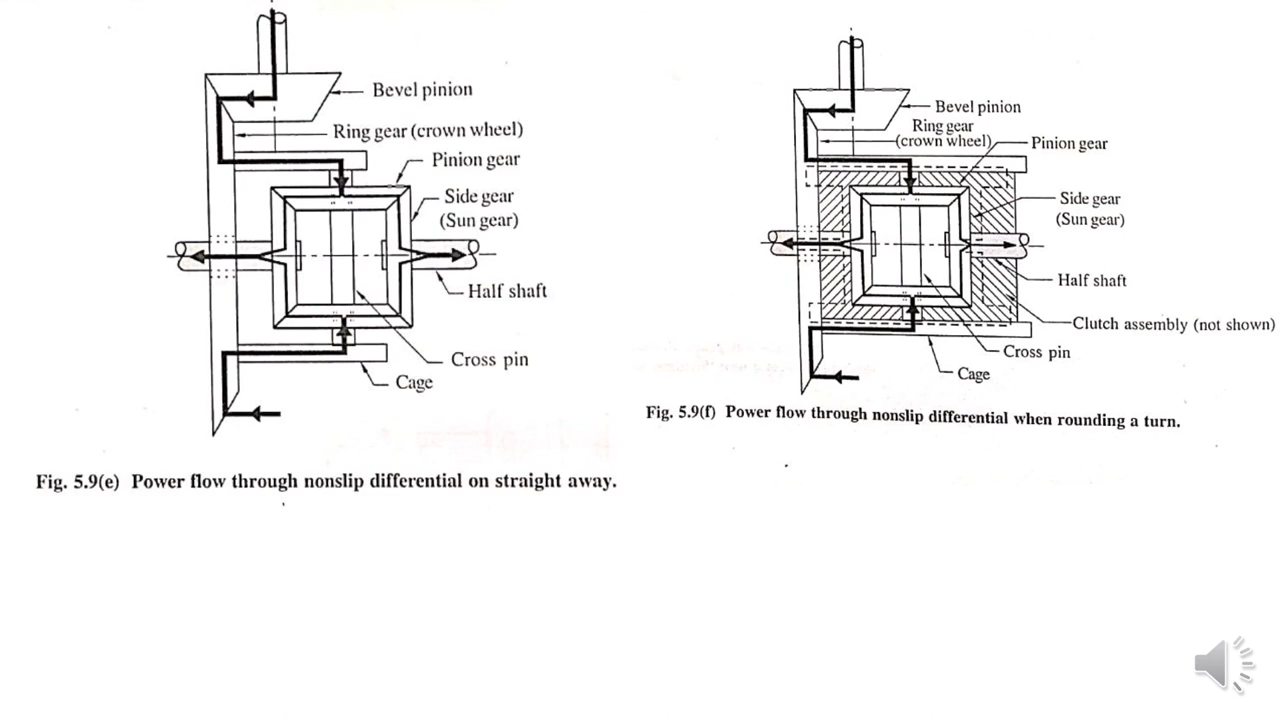 Bevel pinion
Ring gear (crown wheel)
Pinion gear
Side gear
(Sun gear)
Half shaft
Cross pin
Cage
Fig. 5.9(e) Power flow through nonslip differential on straight away.
Bevel pinion
Ring gear
(crown wheel)
Pinion gear
Side gear
(Sun gear)
Half shaft
Clutch assembly (not shown)
Cross pin
Cage
Fig. 5.9(f) Power flow through nonslip differential when rounding a turn.